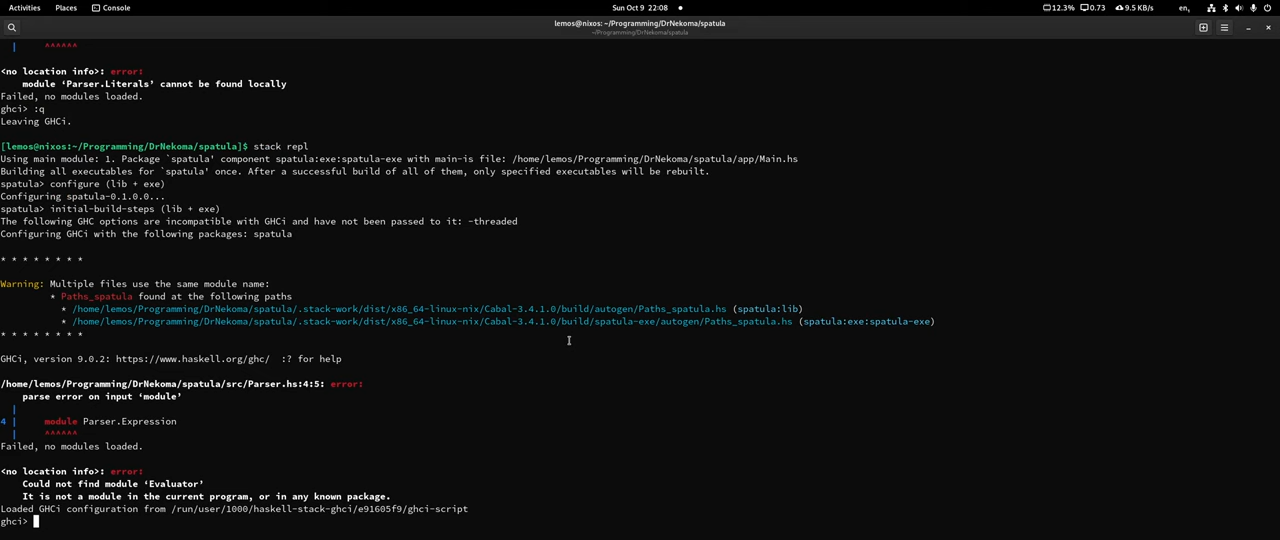 Activities Places Console Sun Oct 9 22:08 12.3% 0.73 9.5 KB/s en,
lemos@nixos: ~/Programming/DrNekoma/spatula
~/Programming/DrNekoma/spatula
| ^^^^^^
<no location info>: error:
module ‘Parser.Literals’ cannot be found locally
Failed, no modules loaded.
ghci> :q
Leaving GHCi.
[lemos@nixos:~/Programming/DrNekoma/spatula]$ stack repl
Using main module: 1. Package `spatula' component spatula:exe:spatula-exe with main-is file: /home/lemos/Programming/DrNekoma/spatula/app/Main.hs
Building all executables for `spatula' once. After a successful build of all of them, only specified executables will be rebuilt.
spatula> configure (lib + exe)
Configuring spatula-0.1.0.0...
spatula> initial-build-steps (lib + exe)
The following GHC options are incompatible with GHCi and have not been passed to it: -threaded
Configuring GHCi with the following packages: spatula
* * * * * * * *
Warning: Multiple files use the same module name:
* Paths_spatula found at the following paths
* /home/lemos/Programming/DrNekoma/spatula/.stack-work/dist/x86_64-linux-nix/Cabal-3.4.1.0/build/autogen/Paths_spatula.hs (spatula:lib)
* /home/lemos/Programming/DrNekoma/spatula/.stack-work/dist/x86_64-linux-nix/Cabal-3.4.1.0/build/spatula-exe/autogen/Paths_spatula.hs (spatula:exe:spatula-exe)
* * * * * * * *
GHCi, version 9.0.2: https://www.haskell.org/ghc/ :? for help
/home/lemos/Programming/DrNekoma/spatula/src/Parser.hs:4:5: error:
parse error on input ‘module’
|
4 | module Parser.Expression
| ^^^^^^
Failed, no modules loaded.
<no location info>: error:
Could not find module ‘Evaluator’
It is not a module in the current program, or in any known package.
Loaded GHCi configuration from /run/user/1000/haskell-stack-ghci/e91605f9/ghci-script
ghci>